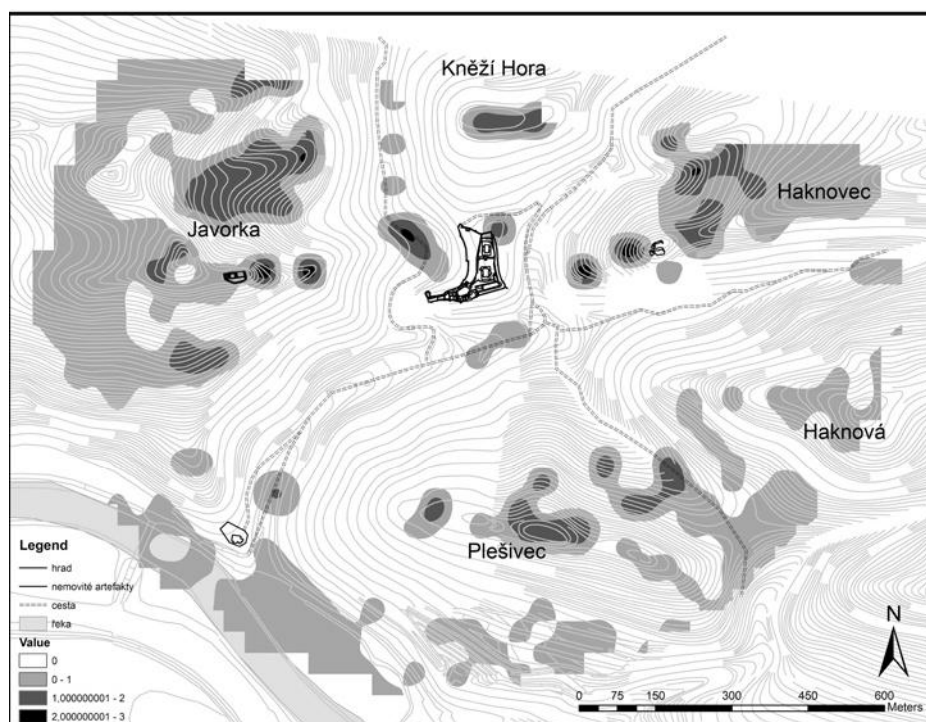 Kněží Hora
Haknovec
Javorka
Haknová
Plešivec
Legend
hrad
nemovité artefakty
cesta
řeka
Value
0
0 - 1
1,000000001 - 2
2,000000001 - 3
N
0 75 150 300 450 600
Meters